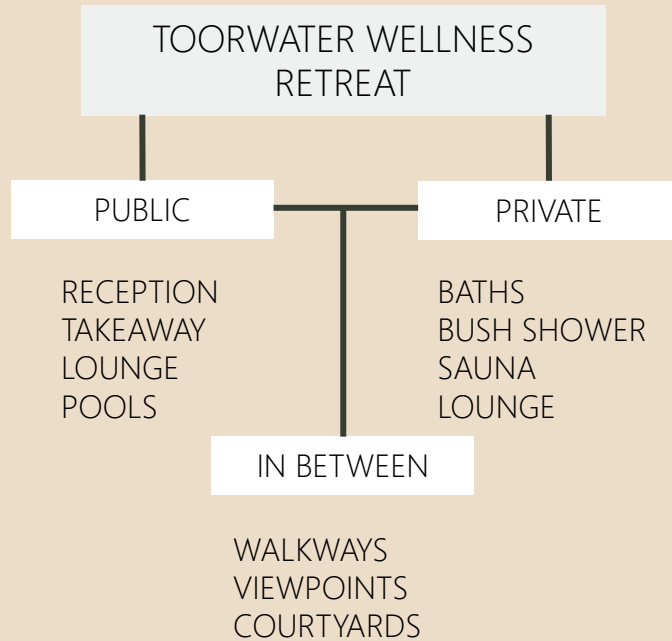 TOORWATER WELLNESS
RETREAT
PUBLIC
PRIVATE
RECEPTION
TAKEAWAY
LOUNGE
POOLS
BATHS
BUSH SHOWER
SAUNA
LOUNGE
IN BETWEEN
WALKWAYS
VIEWPOINTS
COURTYARDS